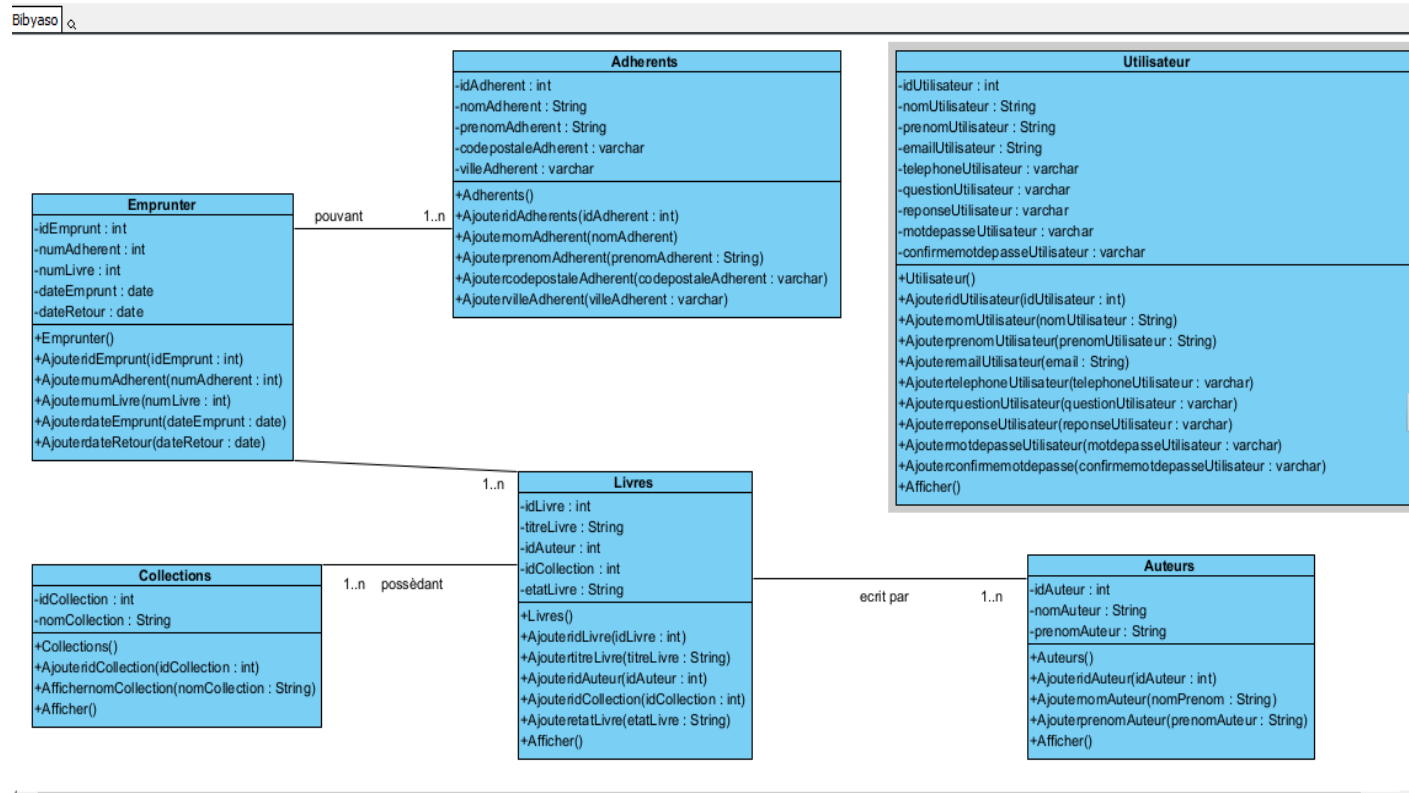 Bibyaso
Adherents
-idAdherent : int
-nomAdherent : String
-prenomAdherent : String
-codepostaleAdherent : varchar
-villeAdherent : varchar
+Adherents()
+AjouteridAdherents(idAdherent : int)
+AjouternomAdherent(nomAdherent)
+AjouterprenomAdherent(prenomAdherent : String)
+AjoutercodepostaleAdherent(codepostaleAdherent : varchar)
+AjoutervilleAdherent(villeAdherent : varchar)
Utilisateur
-idUtilisateur : int
-nomUtilisateur : String
-prenomUtilisateur : String
-emailUtilisateur : String
-telephoneUtilisateur : varchar
-questionUtilisateur : varchar
-reponseUtilisateur : varchar
-motdepasseUtilisateur : varchar
-confirmemotdepasseUtilisateur : varchar
+Utilisateur()
+AjouteridUtilisateur(idUtilisateur : int)
+AjouternomUtilisateur(nomUtilisateur : String)
+AjouterprenomUtilisateur(prenomUtilisateur : String)
+AjouteremailUtilisateur(email : String)
+AjoutertelephoneUtilisateur(telephoneUtilisateur : varchar)
+AjouterquestionUtilisateur(questionUtilisateur : varchar)
+AjouterreponseUtilisateur(reponseUtilisateur : varchar)
+AjoutermotdepasseUtilisateur(motdepasseUtilisateur : varchar)
+Ajouterconfirmemotdepasse(confirmemotdepasseUtilisateur : varchar)
+Afficher()
Emprunter
-idEmprunt : int
-numAdherent : int
-numLivre : int
-dateEmprunt : date
-dateRetour : date
+Emprunter()
+AjouteridEmprunt(idEmprunt : int)
+AjouternumAdherent(numAdherent : int)
+AjouternumLivre(numLivre : int)
+AjouterdateEmprunt(dateEmprunt : date)
+AjouterdateRetour(dateRetour : date)
pouvant 1..n
1..n
Livres
-idLivre : int
-titreLivre : String
-idAuteur : int
-idCollection : int
-etatLivre : String
+Livres()
+AjouteridLivre(idLivre : int)
+AjoutertitreLivre(titreLivre : String)
+AjouteridAuteur(idAuteur : int)
+AjouteridCollection(idCollection : int)
+AjouteretatLivre(etatLivre : String)
+Afficher()
Collections
-idCollection : int
-nomCollection : String
+Collections()
+AjouteridCollection(idCollection : int)
+AffichernomCollection(nomCollection : String)
+Afficher()
1..n possèdant
ecrit par 1..n
Auteurs
-idAuteur : int
-nomAuteur : String
-prenomAuteur : String
+Auteurs()
+AjouteridAuteur(idAuteur : int)
+AjouternomAuteur(nomPrenom : String)
+AjouterprenomAuteur(prenomAuteur : String)
+Afficher()